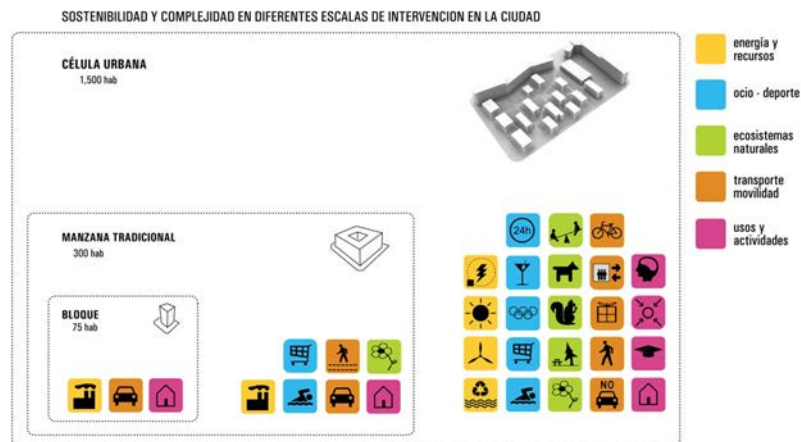 SOSTENIBILIDAD Y COMPLEJIDAD EN DIFERENTES ESCALAS DE INTERVENCION EN LA CIUDAD
CÉLULA URBANA
1,500 hab
MANZANA TRADICIONAL
300 hab
BLOQUE
75 hab
24h
NO
energía y
recursos
ocio - deporte
ecosistemas
naturales
transporte
movilidad
usos y
actividades